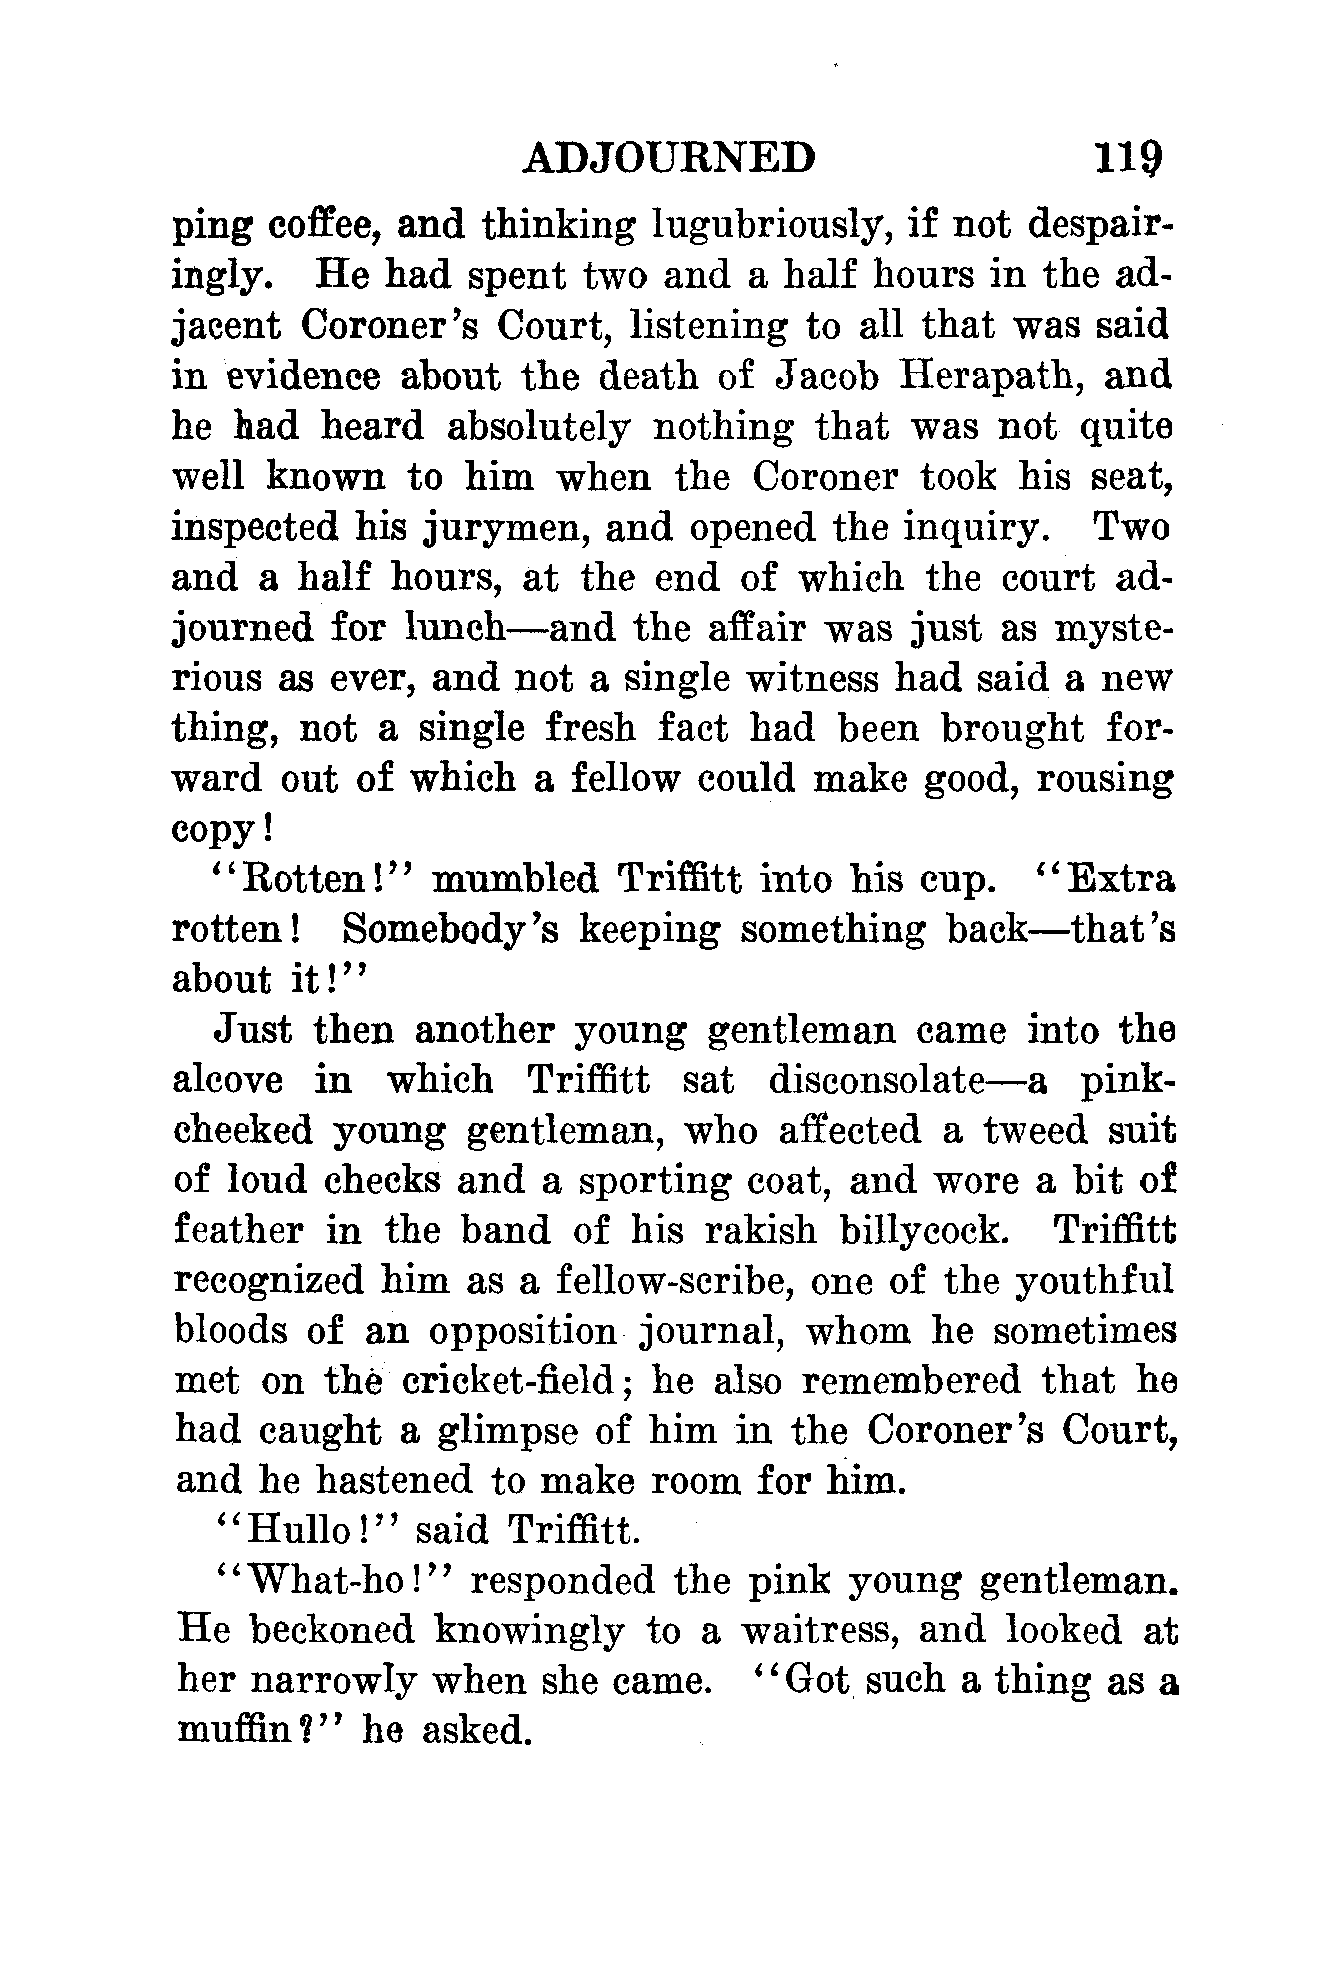 ADJOURNED 119
ping coffee, and thinking lugubriously, if not despair-
ingly. He had spent two and a half hours in the ad-
jacent Coroner's Court, listening to all that was said
in evidence about the death of Jacob Herapath, and
he had heard absolutely nothing that was not quite
well known to him when the Coroner took his seat,
inspected his jurymen, and opened the inquiry. Two
and a half hours, at the end of which the court ad-
journed for lunch—and the affair was just as myste-
rious as ever, and not a single witness had said a new
thing, not a single fresh fact had been brought for-
ward out of which a fellow could make good, rousing
copy!
"Rotten!" mumbled Triffitt into his cup. "Extra
rotten! Somebody's keeping something back—that's
about it!"
Just then another young gentleman came into the
alcove in which Triffitt sat disconsolate—a pink-
cheeked young gentleman, who affected a tweed suit
of loud checks and a sporting coat, and wore a bit of
feather in the band of his rakish billycock. Triffitt
recognized him as a fellow-scribe, one of the youthful
bloods of an opposition journal, whom he sometimes
met on the cricket-field; he also remembered that he
had caught a glimpse of him in the Coroner's Court,
and he hastened to make room for him.
"Hullo!" said Triffitt.
"What-ho!" responded the pink young gentleman.
He beckoned knowingly to a waitress, and looked at
her narrowly when she came. "Got such a thing as a
muffin?" he asked.